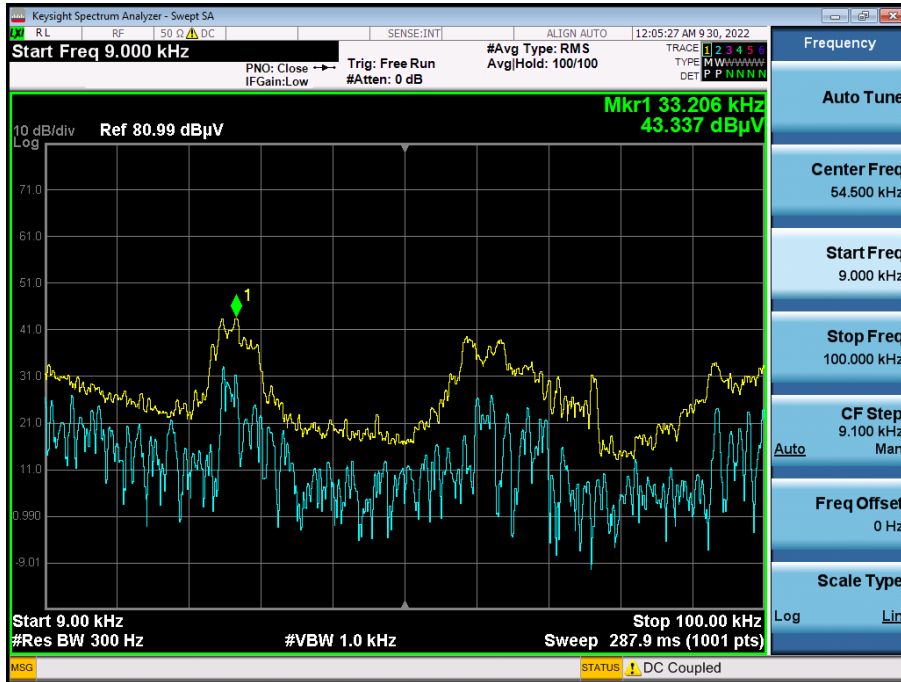 Keysight Spectrum Analyzer - Swept SA
LXI RL RF 50 Ω DC SENSE:INT ALIGN AUTO 12:05:27 AM 9 30, 2022
Start Freq 9.000 kHz
PNO: Close
IFGain:Low
Trig: Free Run
#Atten: 0 dB
#Avg Type: RMS
Avg|Hold: 100/100
TRACE 1 2 3 4 5 6
TYPE MWWWWW
DET P P N N N N
Mkr1 33.206 kHz
43.337 dBµV
10 dB/div Ref 80.99 dBµV
Log
71.0
61.0
51.0
1
41.0
31.0
21.0
11.0
0.990
-9.01
Start 9.00 kHz
Stop 100.00 kHz
#Res BW 300 Hz
#VBW 1.0 kHz
Sweep 287.9 ms (1001 pts)
MSG
STATUS
DC Coupled
Frequency
Auto Tune
Center Freq
54.500 kHz
Start Freq
9.000 kHz
Stop Freq
100.000 kHz
CF Step
9.100 kHz
Auto Man
Freq Offset
0 Hz
Scale Type
Log Lin